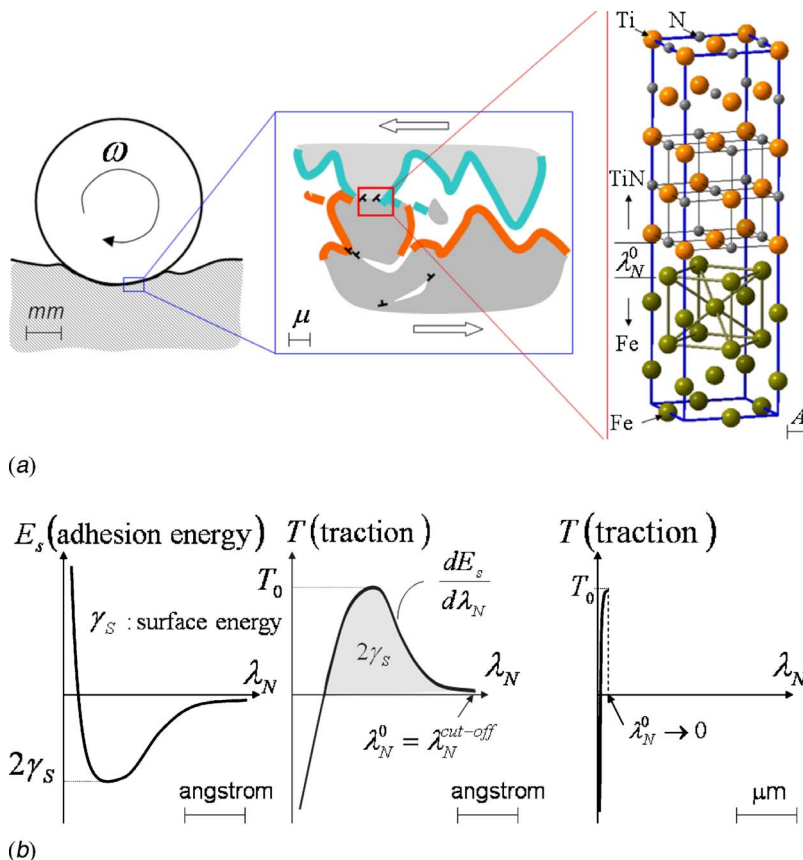 Ti N
ω
TiN
λ_N^0
mm
μ
Fe
Fe
A
(a)
E_s (adhesion energy)
T (traction)
T (traction)
T_0
dE_s/dλ_N
T_0
γ_S : surface energy
2γ_S
λ_N
λ_N
λ_N
λ_N^0 = λ_N^{cut-off}
λ_N^0 → 0
2γ_S
angstrom
angstrom
μm
(b)